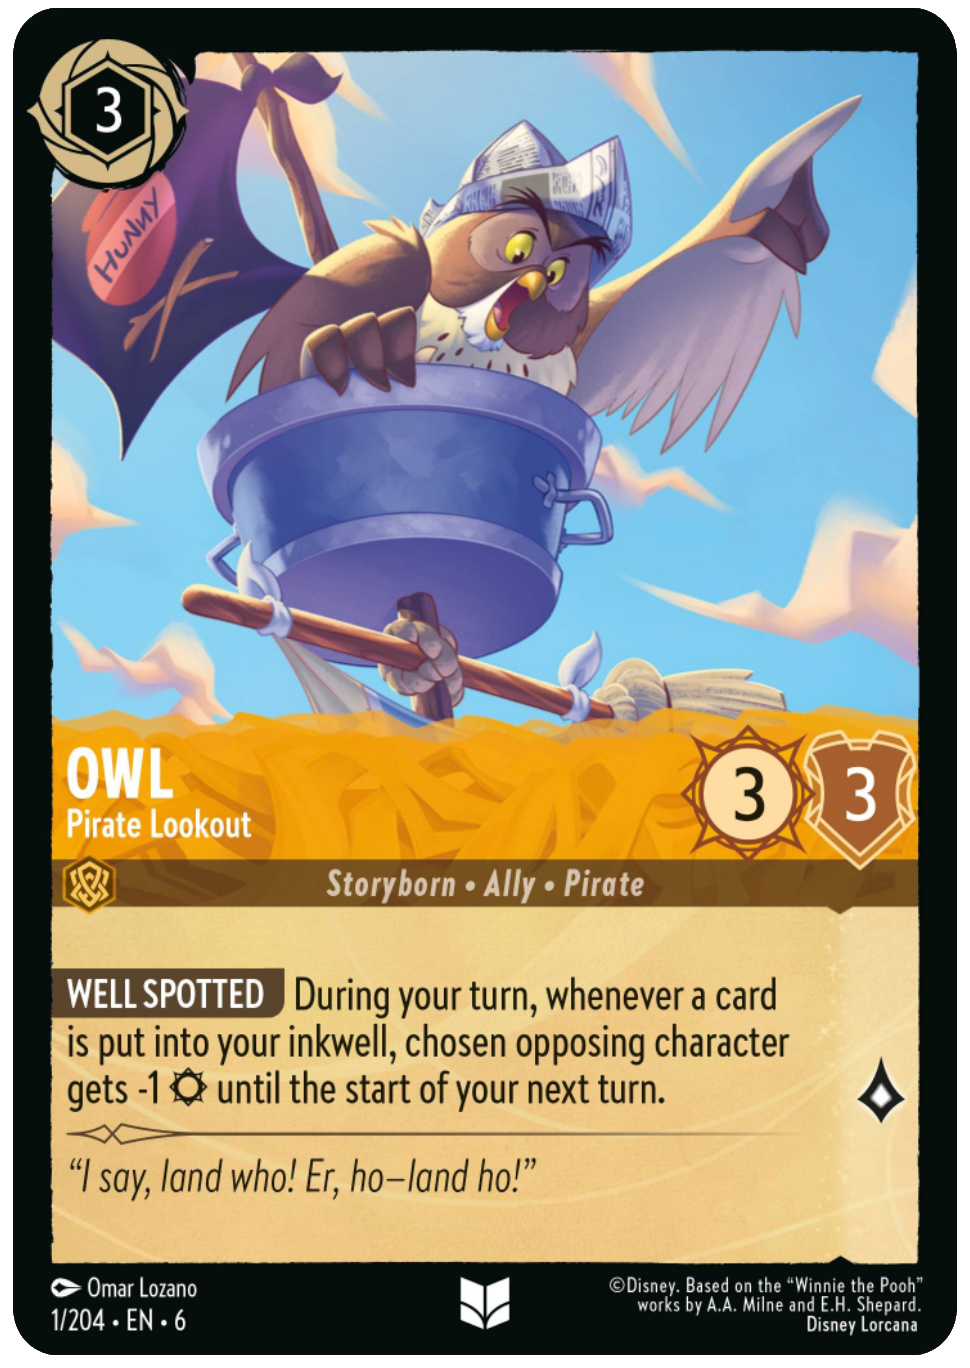 3
HUNNY
OWL
Pirate Lookout
3
3
Storyborn • Ally • Pirate
WELL SPOTTED During your turn, whenever a card
is put into your inkwell, chosen opposing character
gets -1 until the start of your next turn.
“I say, land who! Er, ho–land ho!”
Omar Lozano
1/204 • EN • 6
©Disney. Based on the “Winnie the Pooh”
works by A.A. Milne and E.H. Shepard.
Disney Lorcana